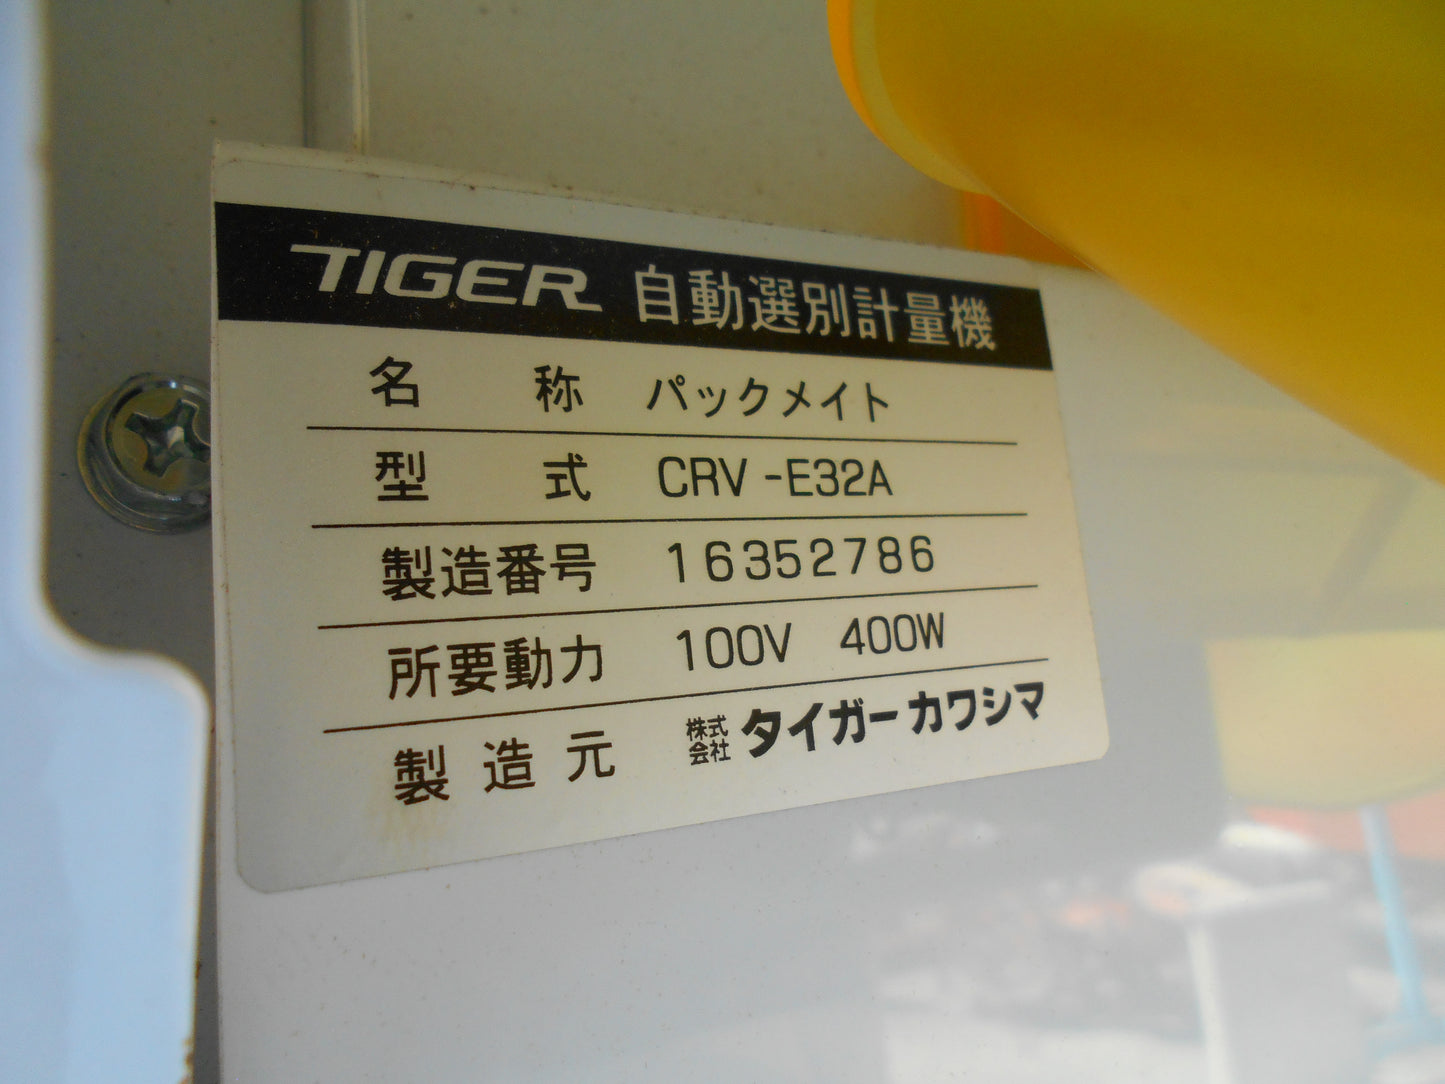 TIGER 自動選別計量機
名称 パックメイト
型式 CRV-E32A
製造番号 16352786
所要動力 100V 400W
製造元 株式会社 タイガーカワシマ